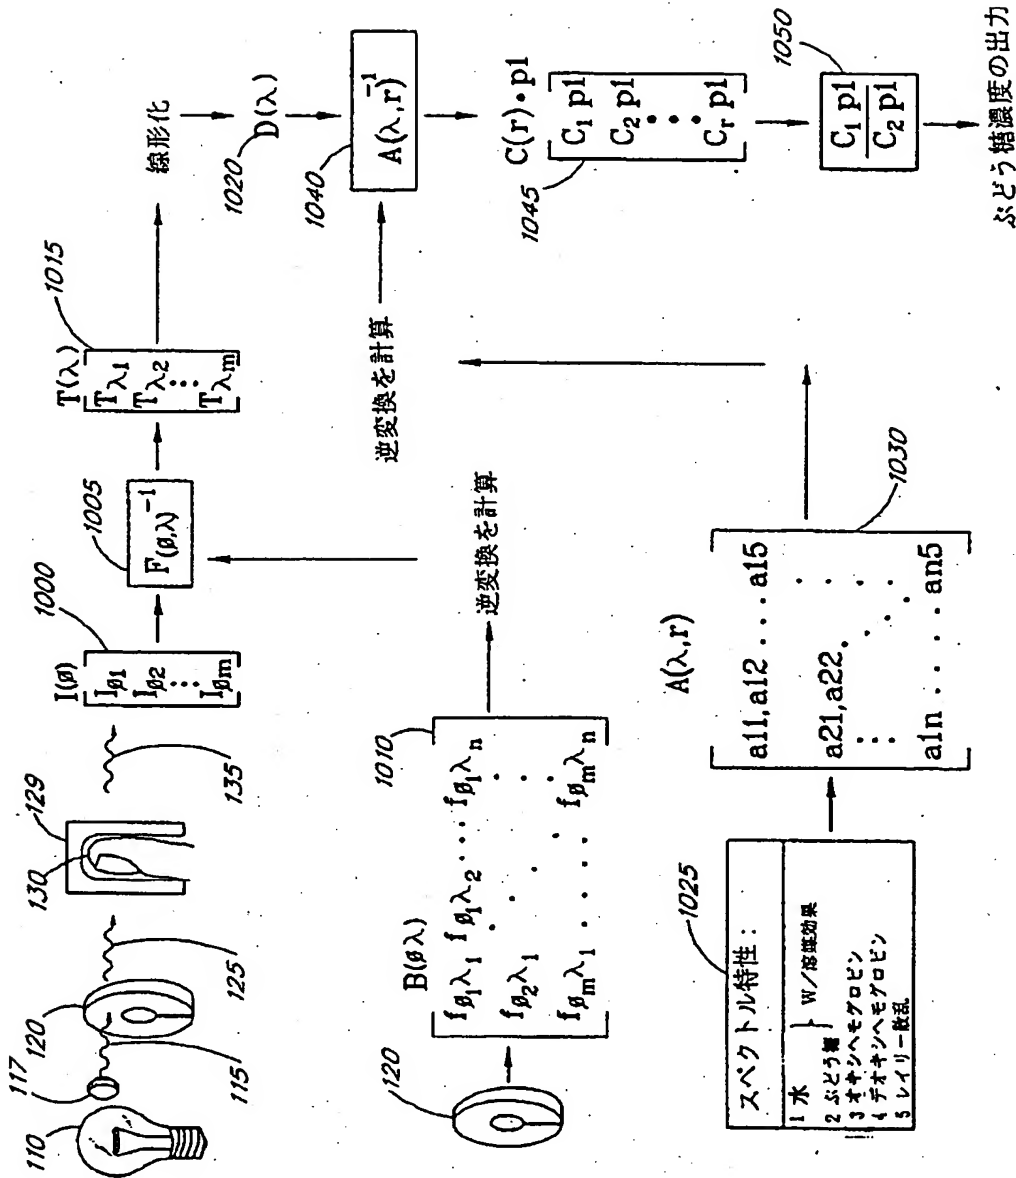 110
117
120
115
125
130
129
135
I(ø)
1000
Iø1
Iø2
⋮
Iøm
1005
F(ø,λ)⁻¹
T(λ)
1015
Tλ1
Tλ2
⋮
Tλm
線形化
1020
D(λ)
1040
A(λ,r)⁻¹
逆変換を計算
C(r)•p1
1045
C₁ p1
C₂ p1
⋮
Cᵣ p1
1050
C₁ p1
C₂ p1
ぶどう糖濃度の出力
120
B(øλ)
1010
fø₁λ₁ fø₁λ₂ ... fø₁λn
fø₂λ₁
fømλ₁ . . . . . fømλn
逆変換を計算
1025
スペクトル特性:
1 水
2 ぶどう糖
W/溶媒効果
3 オキシヘモグロビン
4 デオキシヘモグロビン
5 レイリー散乱
A(λ,r)
1030
a11,a12 ... a15
a21,a22.
a1n . . . . . an5